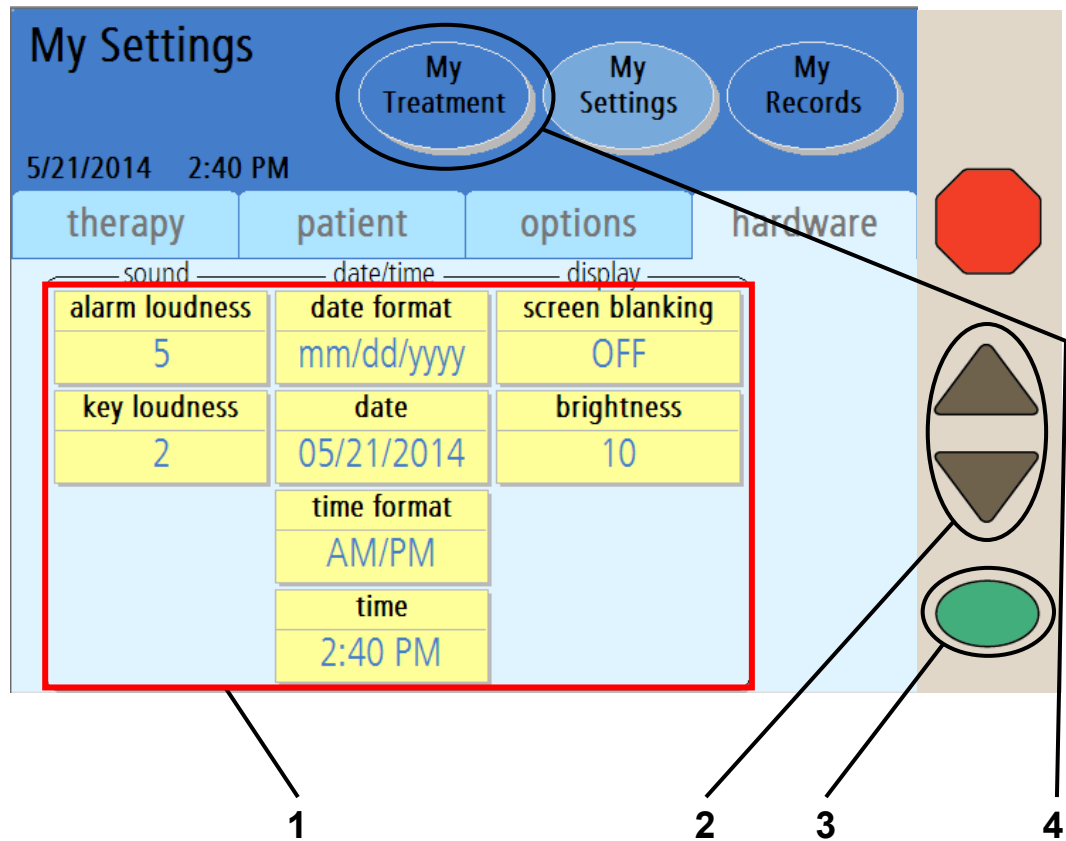 My Settings
My
Treatment
My
Settings
My
Records
5/21/2014 2:40 PM
therapy patient options hardware
sound date/time display
alarm loudness date format screen blanking
5 mm/dd/yyyy OFF
key loudness date brightness
2 05/21/2014 10
time format
AM/PM
time
2:40 PM
1 2 3 4